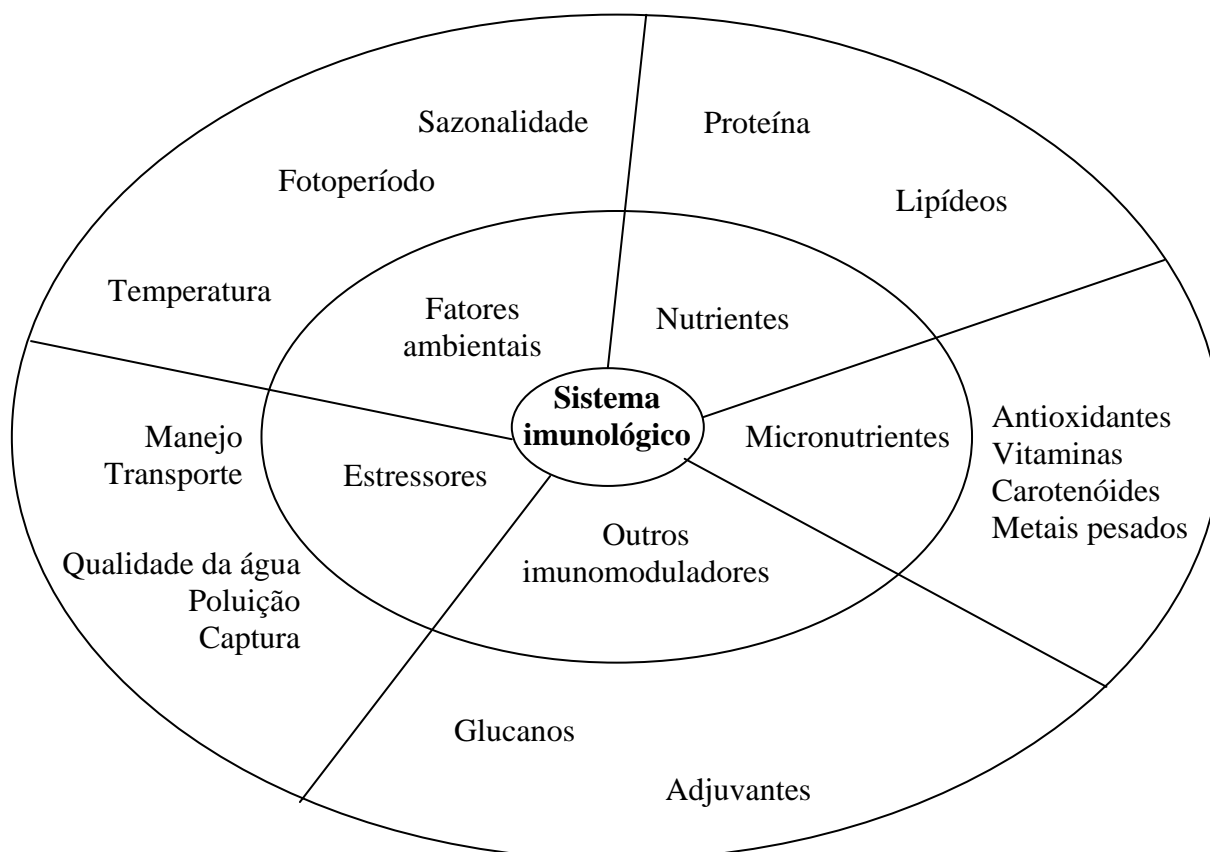 Sazonalidade
Proteína
Fotoperíodo
Lipídeos
Temperatura
Fatores
ambientais
Nutrientes
Sistema
imunológico
Micronutrientes
Antioxidantes
Vitaminas
Carotenóides
Metais pesados
Manejo
Transporte
Estressores
Qualidade da água
Poluição
Captura
Outros
imunomoduladores
Glucanos
Adjuvantes